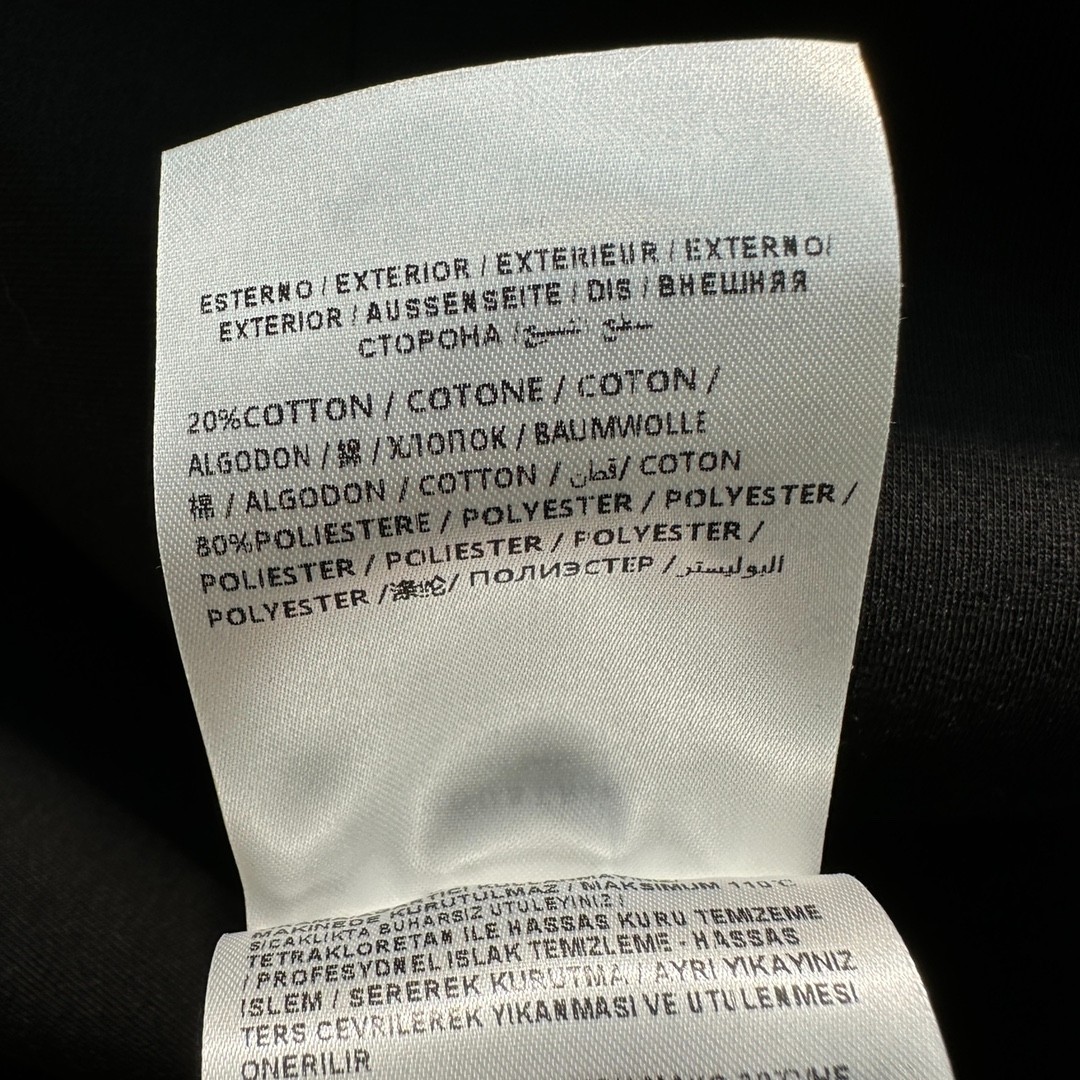 ESTERNO / EXTERIOR / EXTERIEUR / EXTERNO/
EXTERIOR / AUSSENSEITE / DIS / ВНЕШНЯЯ
СТОРОНА /
20%COTTON / COTONE / COTON /
ALGODON / 綿 / ХЛОПОК / BAUMWOLLE
棉 / ALGODON / COTTON / قطن/ COTON
80%POLIESTERE / POLYESTER / POLYESTER /
POLIESTER / POLIESTER / POLYESTER /
POLYESTER /涤纶/ ПОЛИЭСТЕР / البوليستر
MAKINEDE KURUTULMAZ / MAKSIMUM 110°C
SICAKLIKTA BUHARSIZ UTULEYINIZ /
TETRAKLORETAN ILE HASSAS KURU TEMIZEME
/ PROFESYONEL ISLAK TEMIZLEME - HASSAS
ISLEM / SEREREK KURUTMA / AYRI YIKAYINIZ
TERS CEVRILEREK YIKANMASI VE UTULENMESI
ONERILIR